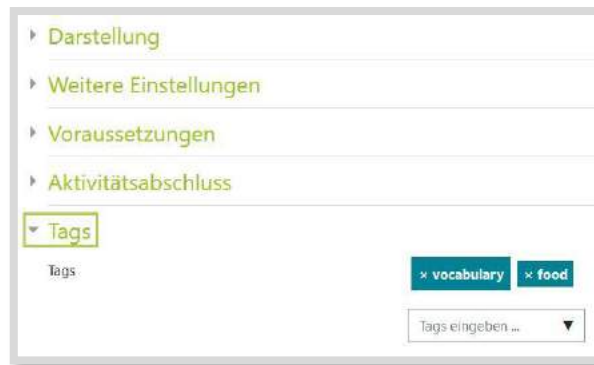 Darstellung
Weitere Einstellungen
Voraussetzungen
Aktivitätsabschluss
Tags
Tags × vocabulary × food
Tags eingeben ... ▼